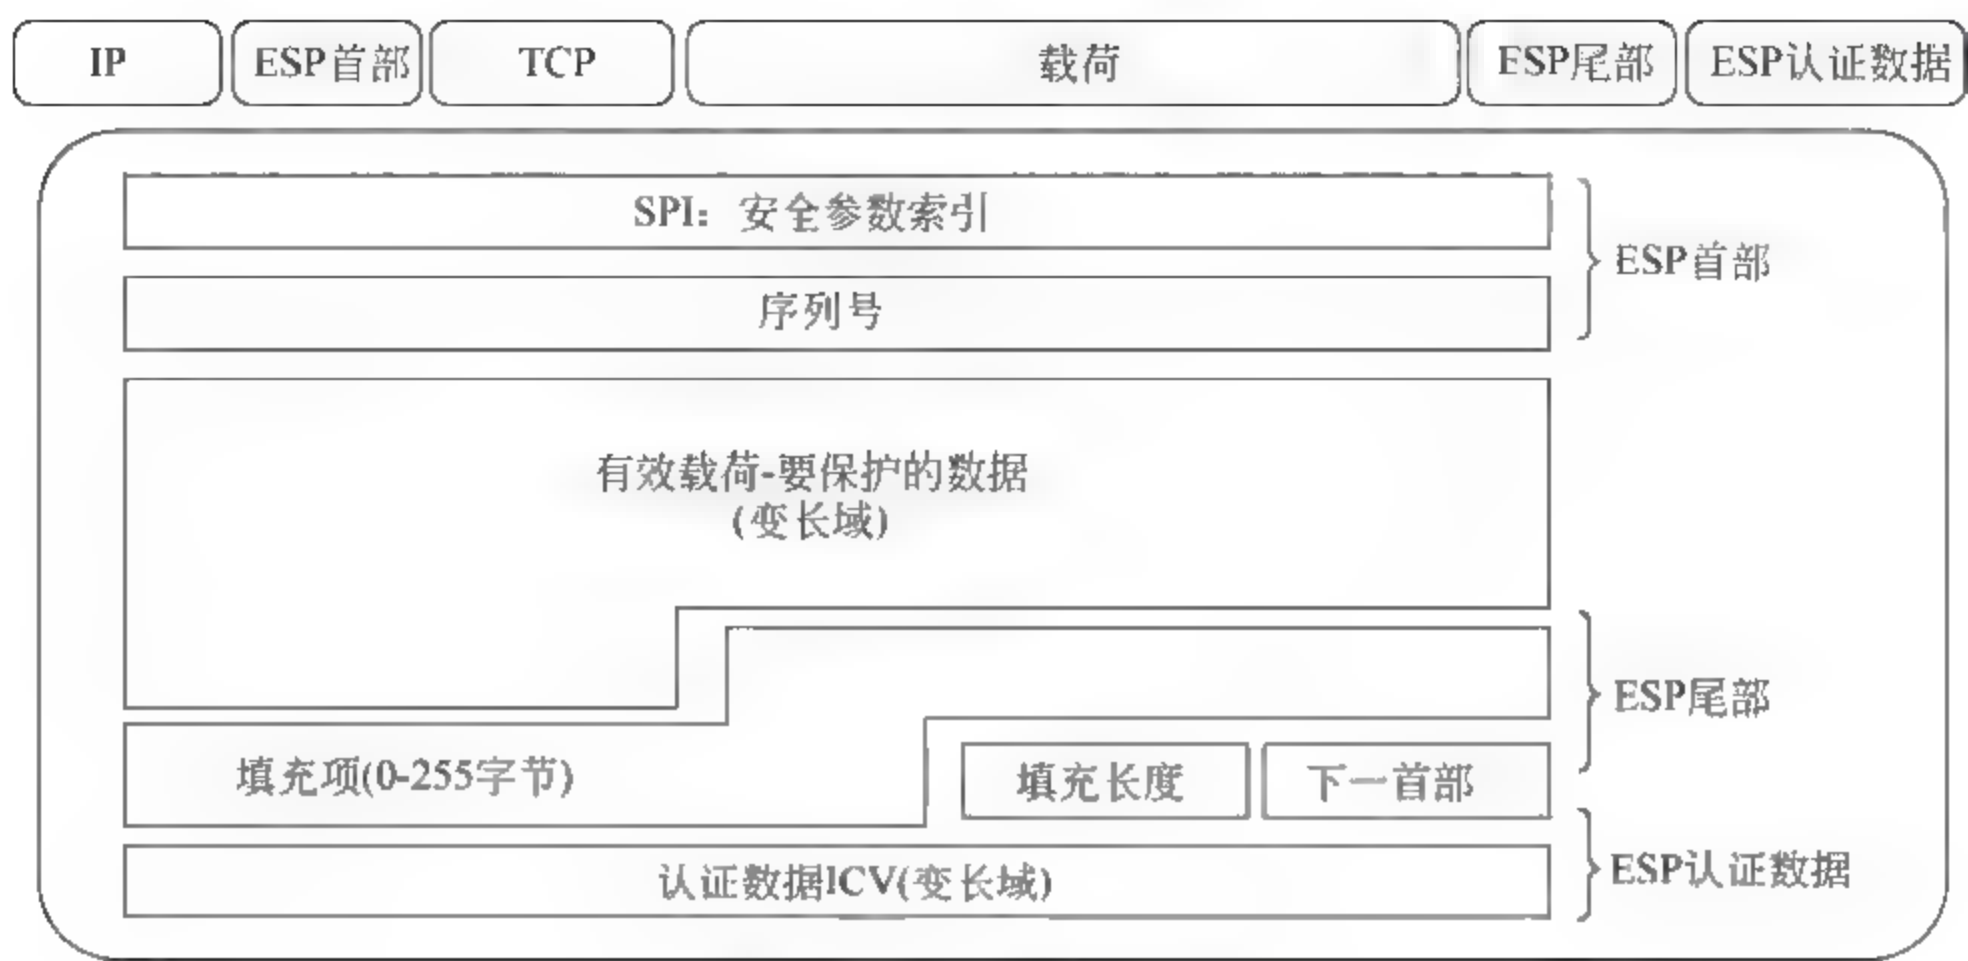 IP
ESP首部
TCP
载荷
ESP尾部
ESP认证数据
SPI：安全参数索引
ESP首部
序列号
有效载荷-要保护的数据
(变长域)
ESP尾部
填充项(0-255字节)
填充长度
下一首部
认证数据ICV(变长域)
ESP认证数据